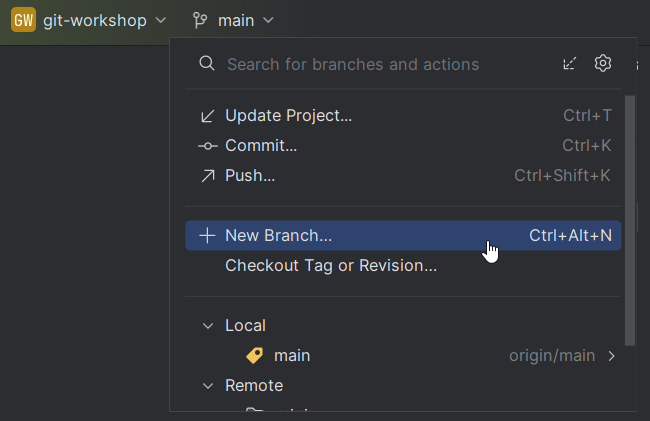 GW git-workshop main
Search for branches and actions
Update Project... Ctrl+T
Commit... Ctrl+K
Push... Ctrl+Shift+K
New Branch... Ctrl+Alt+N
Checkout Tag or Revision...
Local
main origin/main
Remote